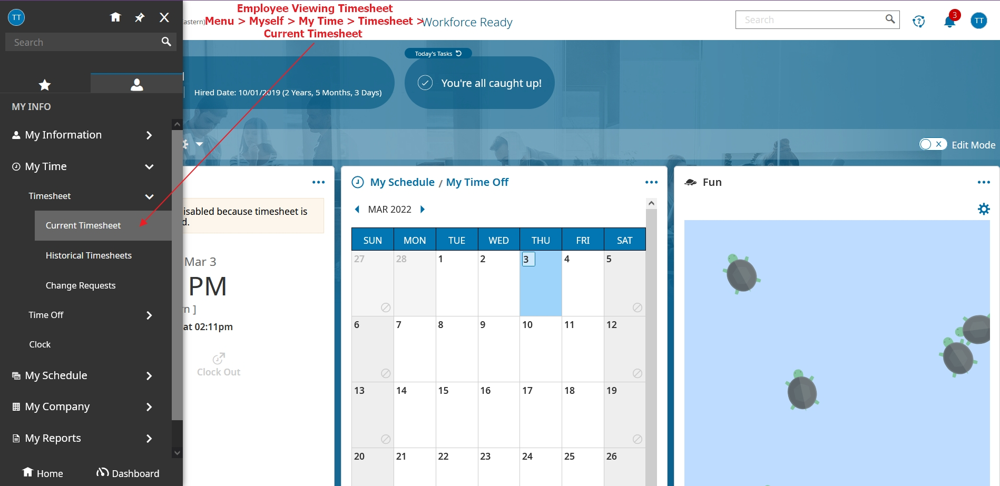 Employee Viewing Timesheet
Menu > Myself > My Time > Timesheet >
Current Timesheet
TT
X
Eastern)
Workforce Ready
Search
?
3
TT
Search
Today's Tasks
You're all caught up!
Hired Date: 10/01/2019 (2 Years, 5 Months, 3 Days)
MY INFO
My Information
My Time
Timesheet
Current Timesheet
Historical Timesheets
Change Requests
Time Off
Clock
My Schedule
My Company
My Reports
Home
Dashboard
Edit Mode
isabled because timesheet is
d.
Mar 3
PM
rn ]
at 02:11pm
Clock Out
My Schedule / My Time Off
MAR 2022
SUN MON TUE WED THU FRI SAT
27 28 1 2 3 4 5
6 7 8 9 10 11 12
13 14 15 16 17 18 19
20 21 22 23 24 25 26
Fun